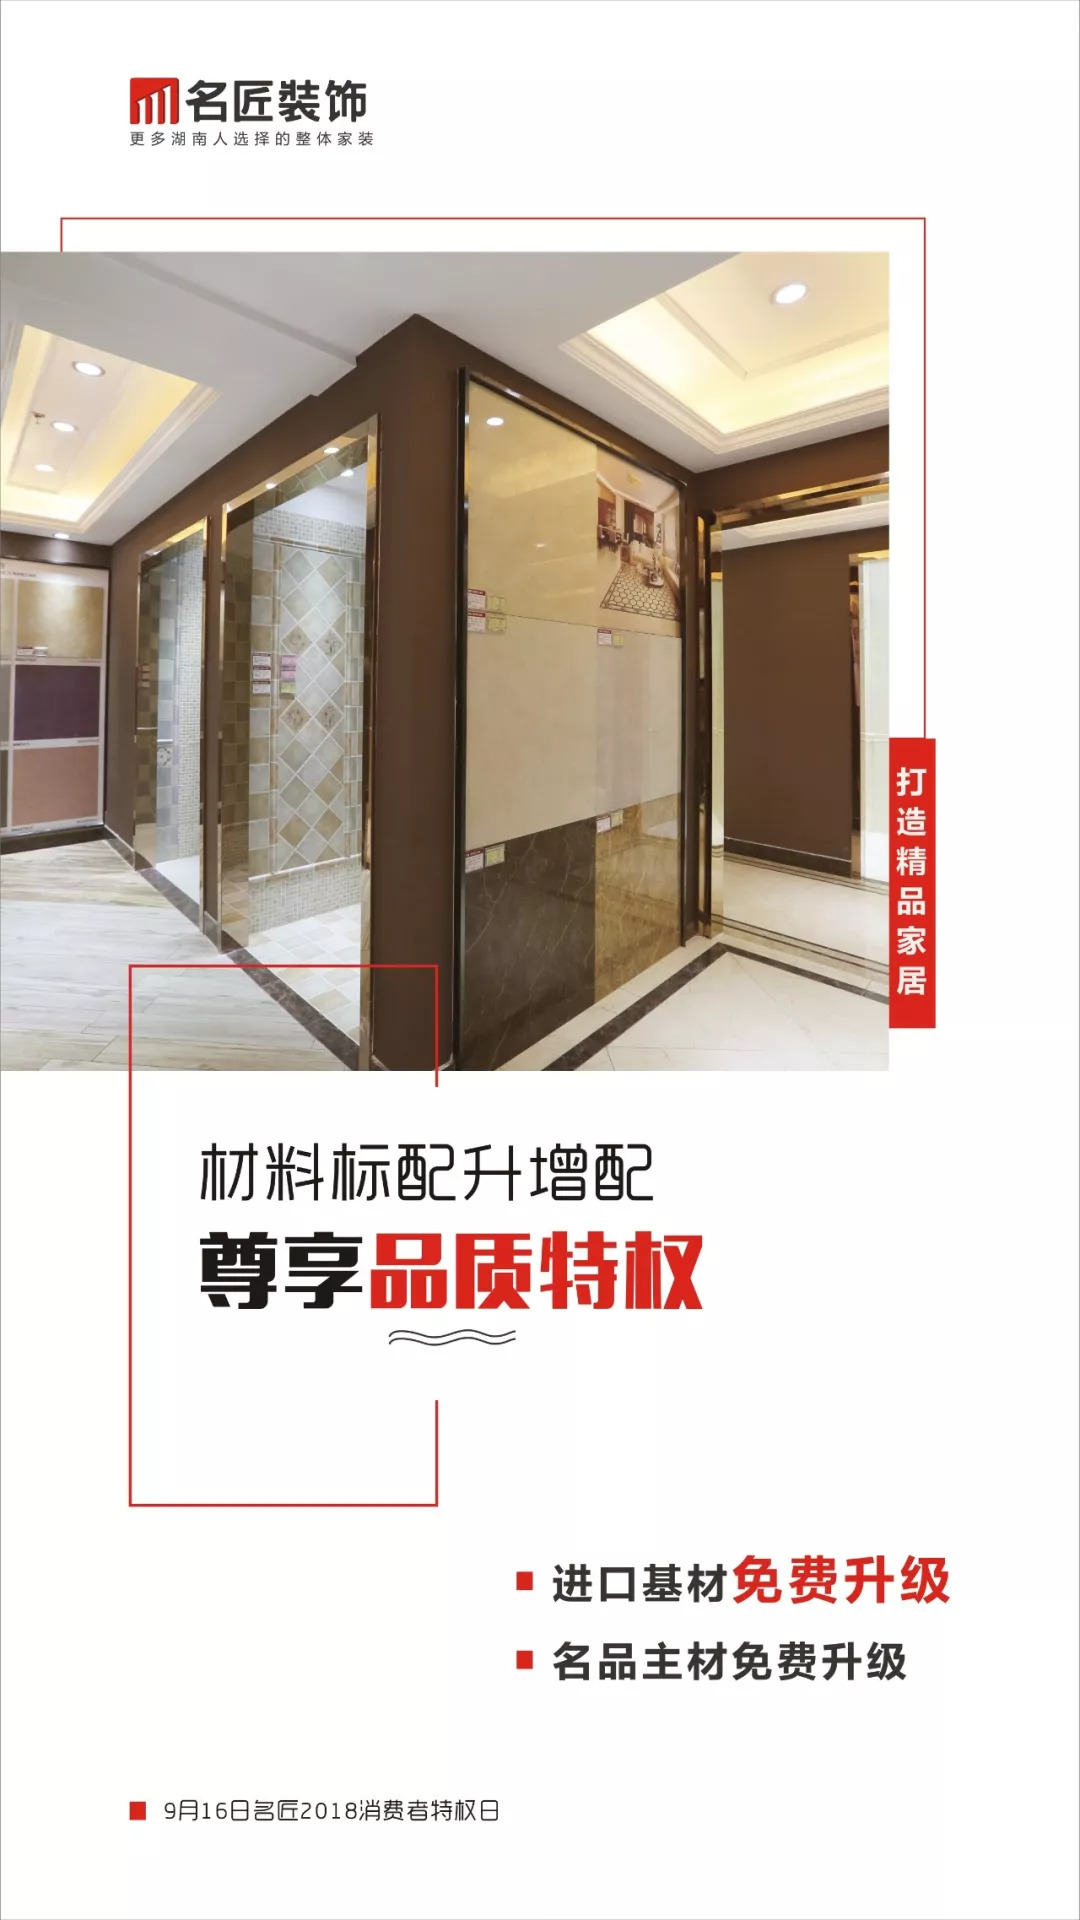 名匠装饰
更多湖南人选择的整体家装
打造精品家居
材料标配升增配
尊享品质特权
进口基材免费升级
名品主材免费升级
9月16日名匠2018消费者特权日